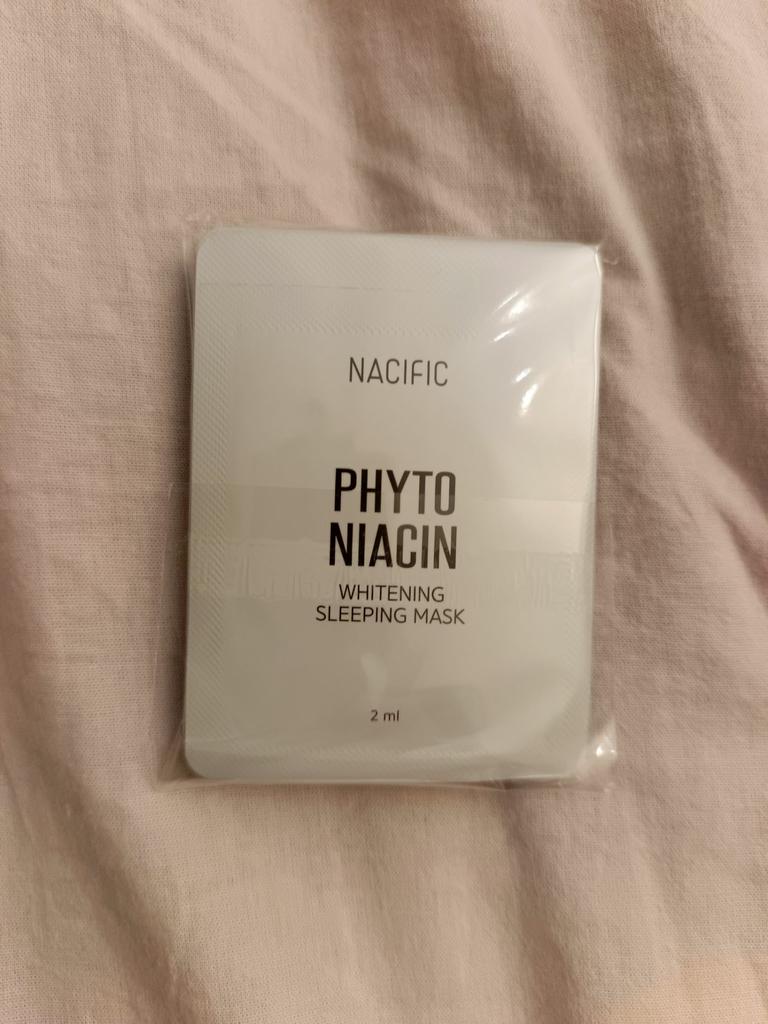 NACIFIC
PHYTO
NIACIN
WHITENING
SLEEPING MASK
2 ml